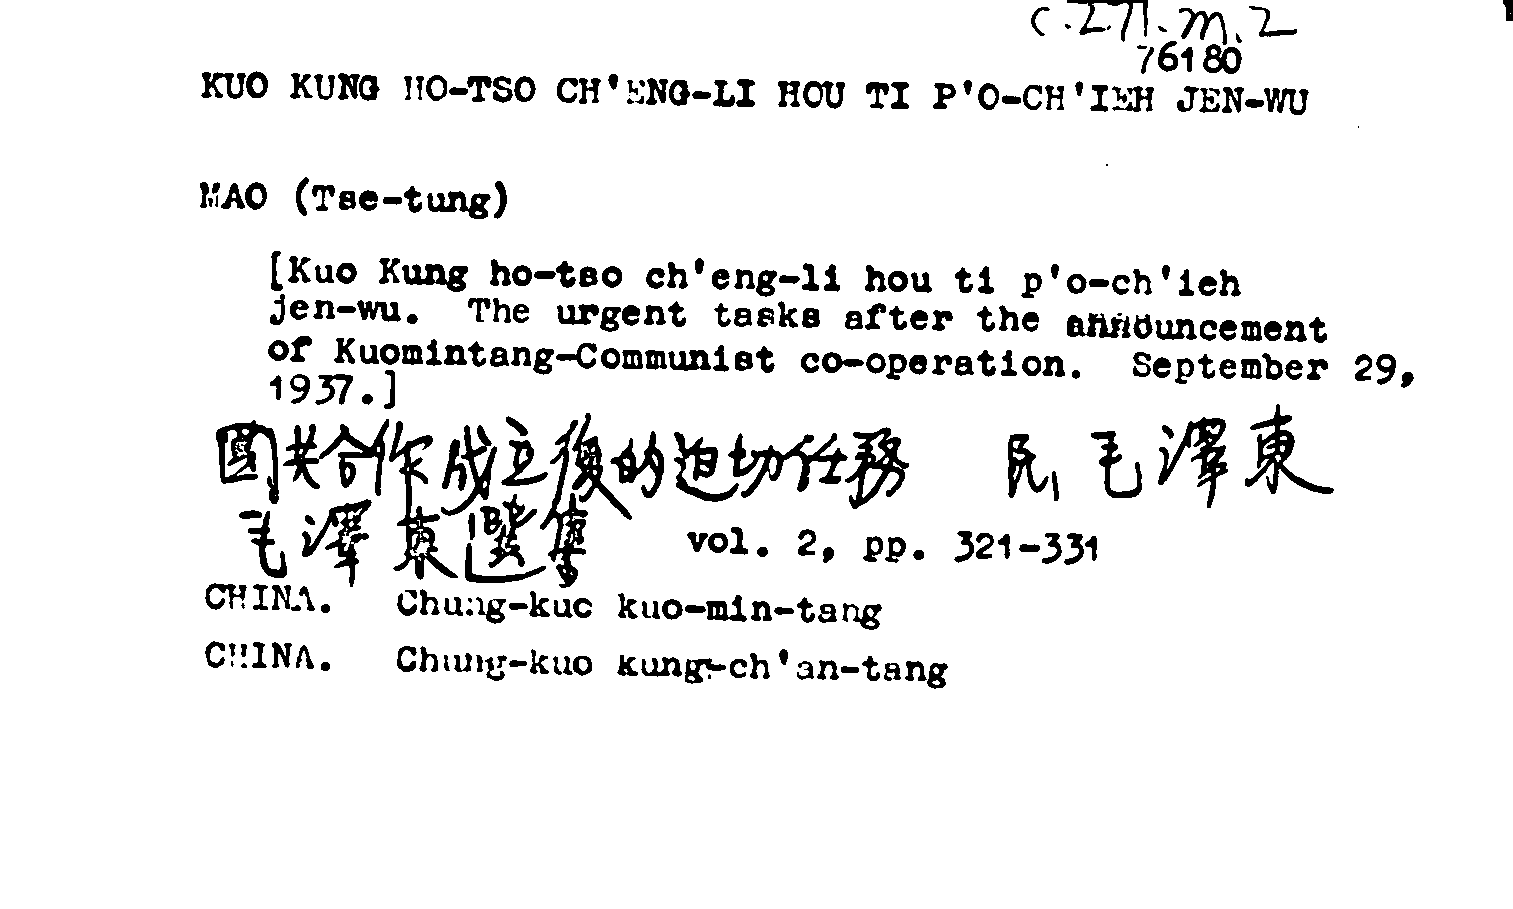 C.271.M.2
76180
KUO KUNG HO-TSO CH'ENG-LI HOU TI P'O-CH'IEH JEN-WU
MAO (Tse-tung)
[Kuo Kung ho-tso ch'eng-li hou ti p'o-ch'ieh
jen-wu. The urgent tasks after the announcement
of Kuomintang-Communist co-operation. September 29,
1937.]
國共合作成立後的迫切任務 毛澤東
毛澤東選集 vol. 2, pp. 321-331
CHINA. Chung-kuo kuo-min-tang
CHINA. Chung-kuo kung-ch'an-tang